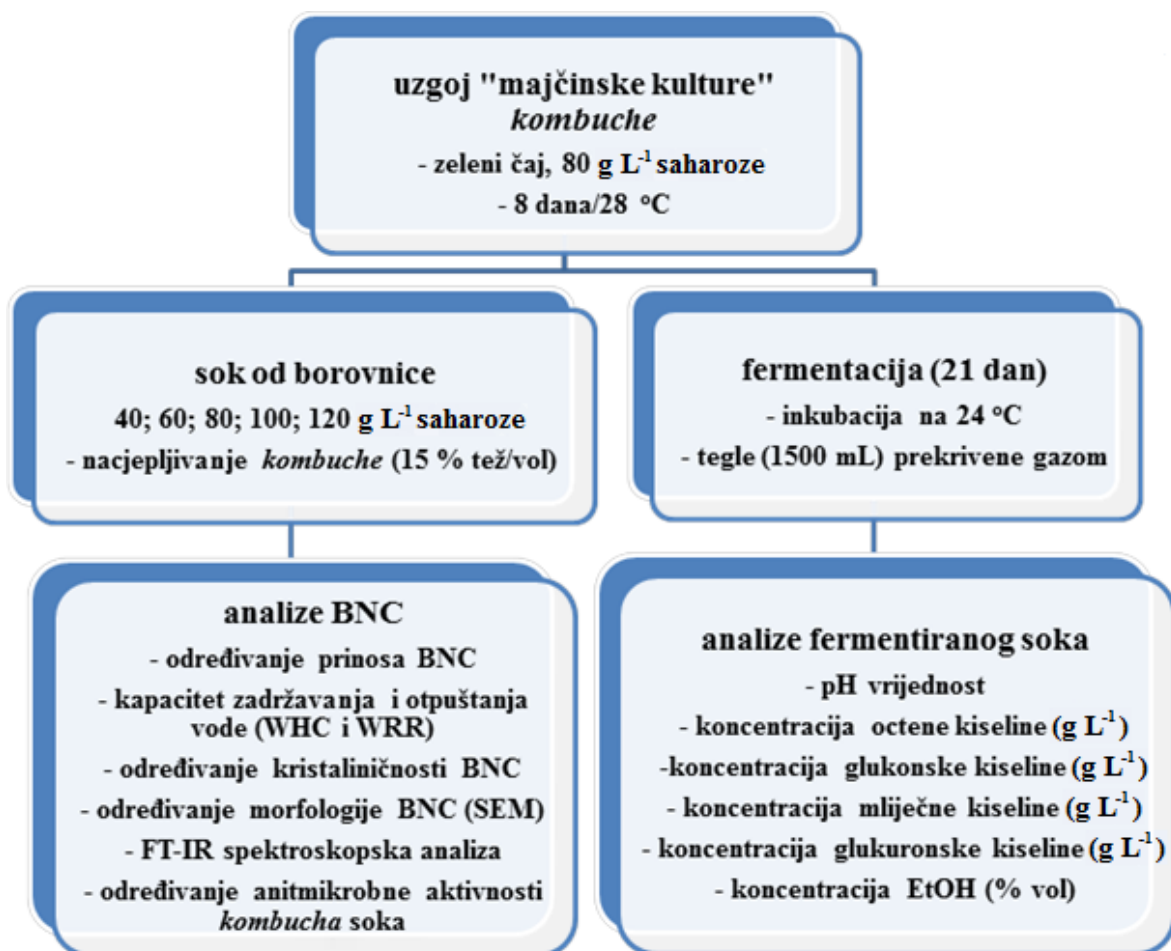 uzgoj "majčinske kulture"
kombuche
- zeleni čaj, 80 g L⁻¹ saharoze
- 8 dana/28 °C
sok od borovnice
40; 60; 80; 100; 120 g L⁻¹ saharoze
- nacjepljivanje kombuche (15 % tež/vol)
fermentacija (21 dan)
- inkubacija na 24 °C
- tegle (1500 mL) prekrivene gazom
analize BNC
- određivanje prinosa BNC
- kapacitet zadržavanja i otpuštanja
vode (WHC i WRR)
- određivanje kristaliničnosti BNC
- određivanje morfologije BNC (SEM)
- FT-IR spektroskopska analiza
- određivanje anitmikrobne aktivnosti
kombucha soka
analize fermentiranog soka
- pH vrijednost
- koncentracija octene kiseline (g L⁻¹)
-koncentracija glukonske kiseline (g L⁻¹)
- koncentracija mliječne kiseline (g L⁻¹)
- koncentracija glukuronske kiseline (g L⁻¹)
- koncentracija EtOH (% vol)